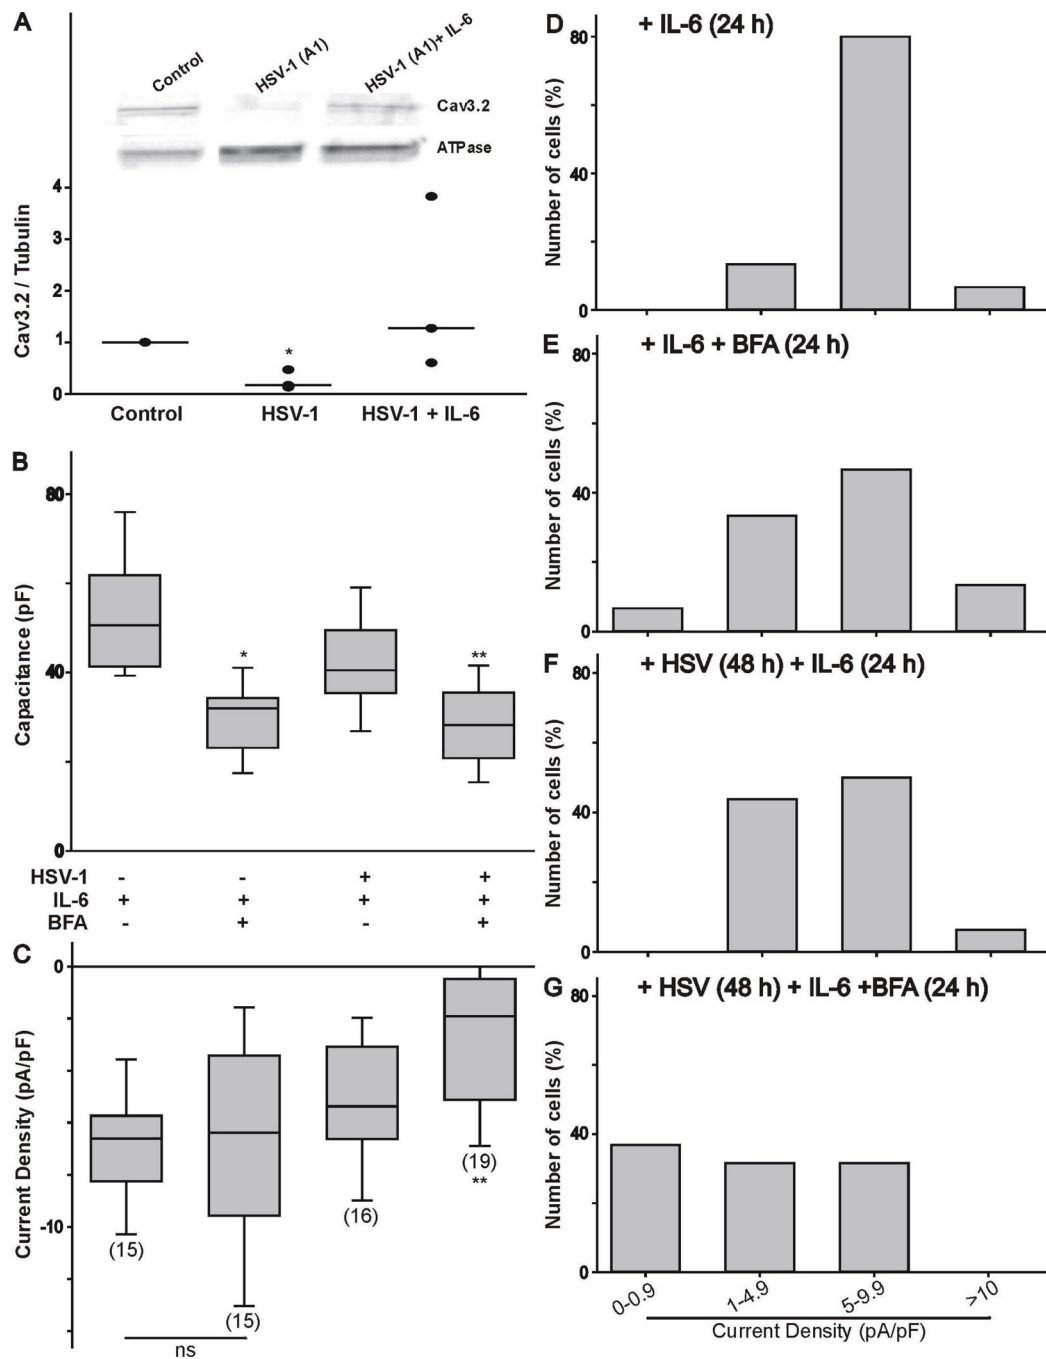 A
Control
HSV-1 (A1)
HSV-1 (A1)+ IL-6
Cav3.2
ATPase
Cav3.2 / Tubulin
4
3
2
1
0
*
Control
HSV-1
HSV-1 + IL-6
B
Capacitance (pF)
80
40
0
*
**
HSV-1 - - + +
IL-6 + + + +
BFA - + - +
C
Current Density (pA/pF)
0
-10
(15)
(15)
(16)
(19)
**
ns
D
+ IL-6 (24 h)
Number of cells (%)
80
40
0
E
+ IL-6 + BFA (24 h)
Number of cells (%)
80
40
0
F
+ HSV (48 h) + IL-6 (24 h)
Number of cells (%)
80
40
0
G
+ HSV (48 h) + IL-6 +BFA (24 h)
Number of cells (%)
80
40
0
0-0.9
1-4.9
5-9.9
>10
Current Density (pA/pF)